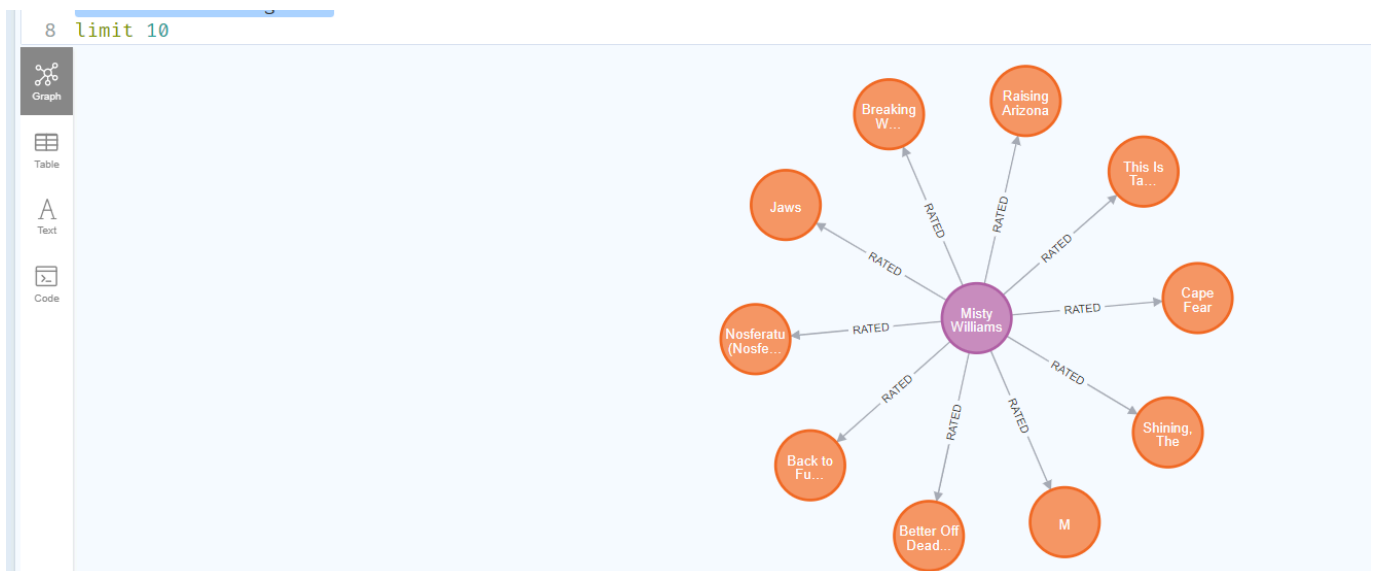 8 limit 10
Graph
Table
Text
Code
Breaking
W...
Raising
Arizona
This Is
Ta...
Jaws
Cape
Fear
Misty
Williams
Nosferatu
(Nosfe...
Shining,
The
Back to
Fu...
Better Off
Dead...
M
RATED
RATED
RATED
RATED
RATED
RATED
RATED
RATED
RATED
RATED